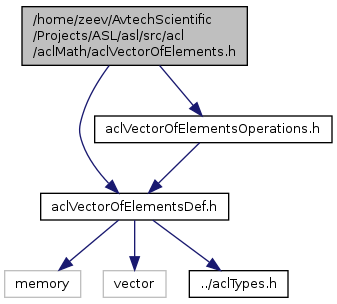 /home/zeev/AvtechScientific
/Projects/ASL/asl/src/acl
/aclMath/aclVectorOfElements.h
aclVectorOfElementsOperations.h
aclVectorOfElementsDef.h
memory
vector
../aclTypes.h